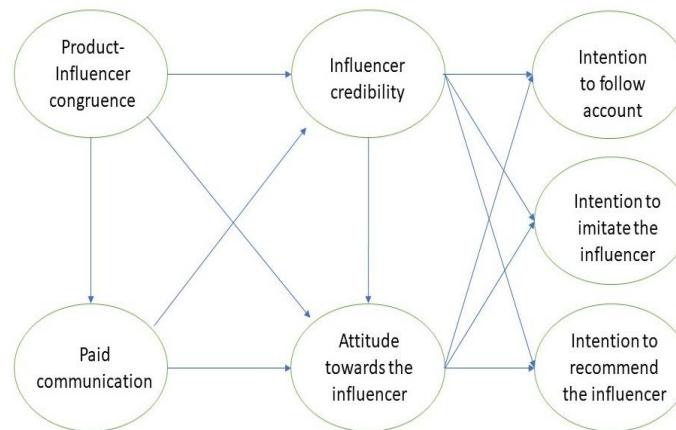 Product-
Influencer
congruence
Influencer
credibility
Intention
to follow
account
Intention to
imitate the
influencer
Paid
communication
Attitude
towards the
influencer
Intention to
recommend
the influencer